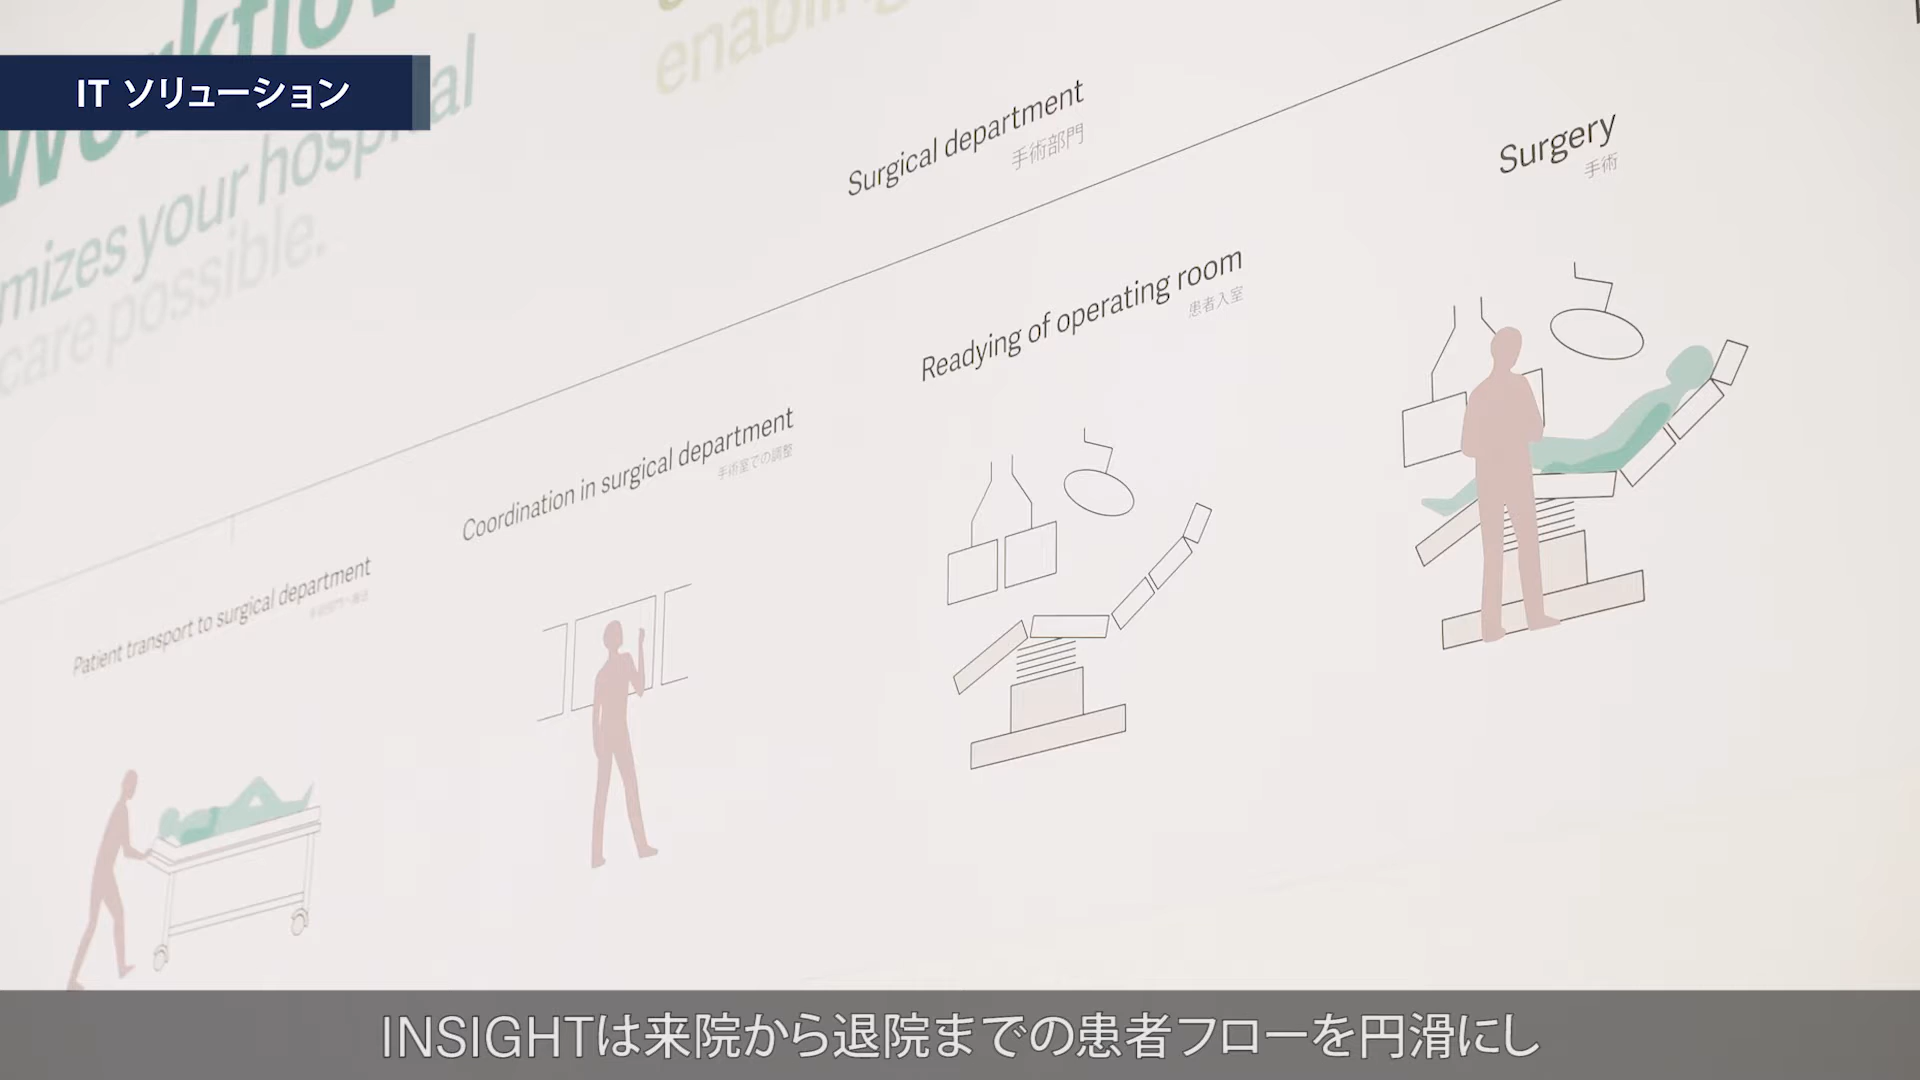 IT ソリューション
workflow
mizes your hospital
care possible.
enabling
Surgical department
手術部門
Surgery
手術
Readying of operating room
患者入室
Coordination in surgical department
手術室での調整
Patient transport to surgical department
INSIGHTは来院から退院までの患者フローを円滑にし